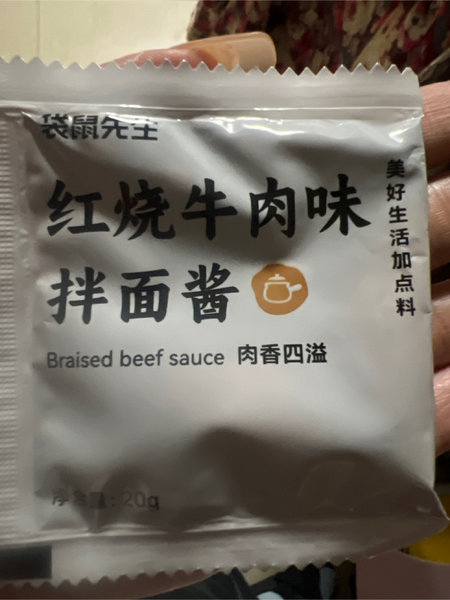 袋鼠先生
红烧牛肉味
拌面酱
Braised beef sauce 肉香四溢
美好生活加点料
净含量：20g